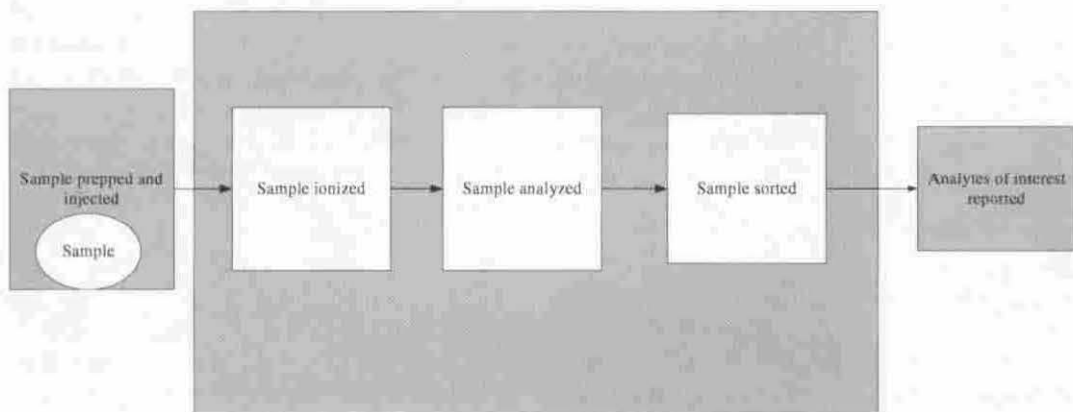 Sample prepped and
injected
Sample
Sample ionized
Sample analyzed
Sample sorted
Analytes of interest
reported